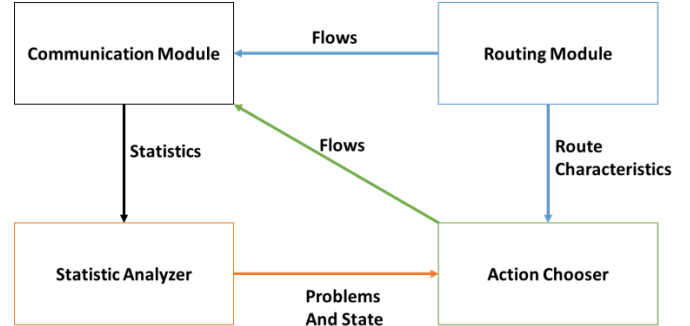 Flows
Communication Module
Routing Module
Flows
Statistics
Route
Characteristics
Statistic Analyzer
Action Chooser
Problems
And State